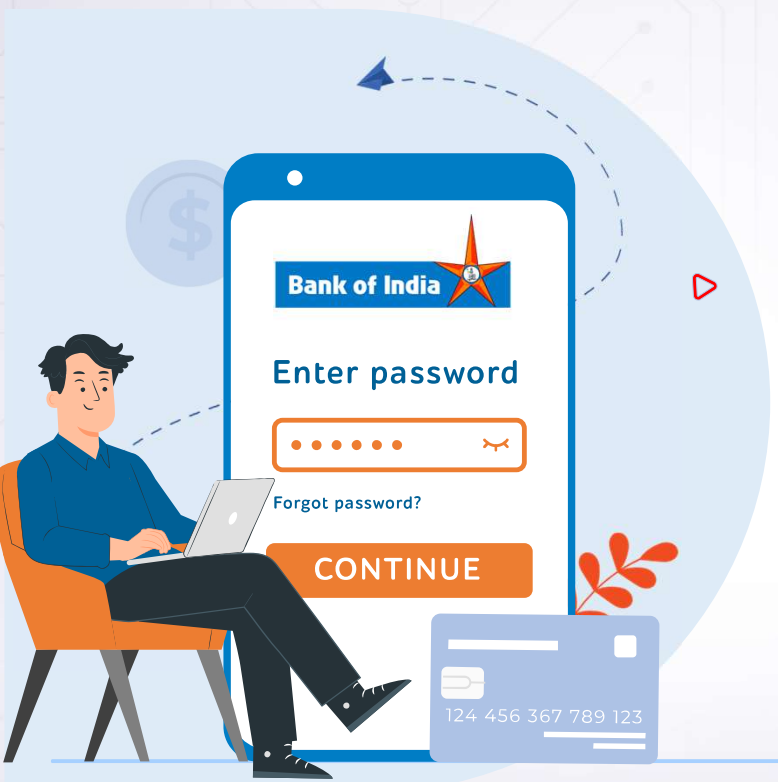 $
Bank of India
Enter password
Forgot password?
CONTINUE
124 456 367 789 123